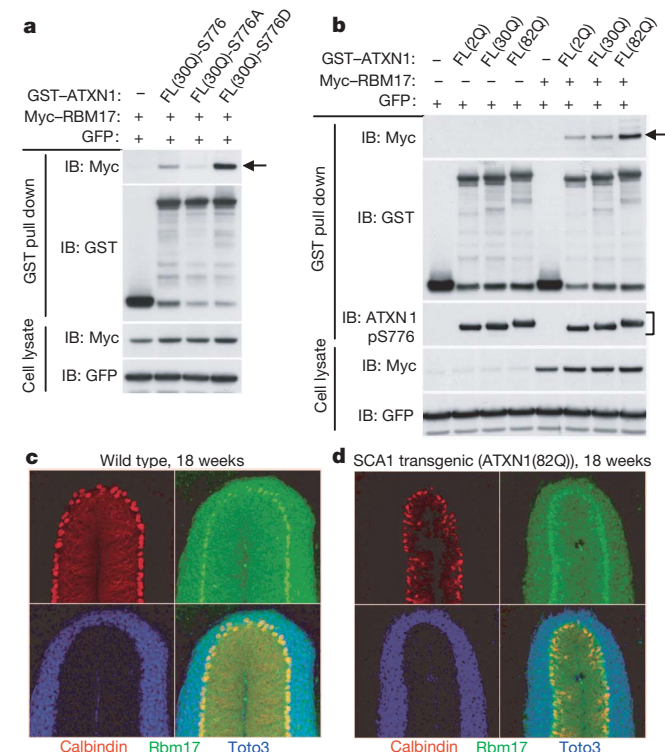 a
FL(30Q)-S776
FL(30Q)-S776A
FL(30Q)-S776D
GST–ATXN1: –
Myc–RBM17: + + + +
GFP: + + + +
GST pull down
IB: Myc
IB: GST
Cell lysate
IB: Myc
IB: GFP
b
FL(2Q)
FL(30Q)
FL(82Q)
FL(2Q)
FL(30Q)
FL(82Q)
GST–ATXN1: – –
Myc–RBM17: – – – – + + + +
GFP: + + + + + + + +
GST pull down
IB: Myc
IB: GST
IB: ATXN1
pS776
Cell lysate
IB: Myc
IB: GFP
c Wild type, 18 weeks
Calbindin Rbm17 Toto3
d SCA1 transgenic (ATXN1(82Q)), 18 weeks
Calbindin Rbm17 Toto3